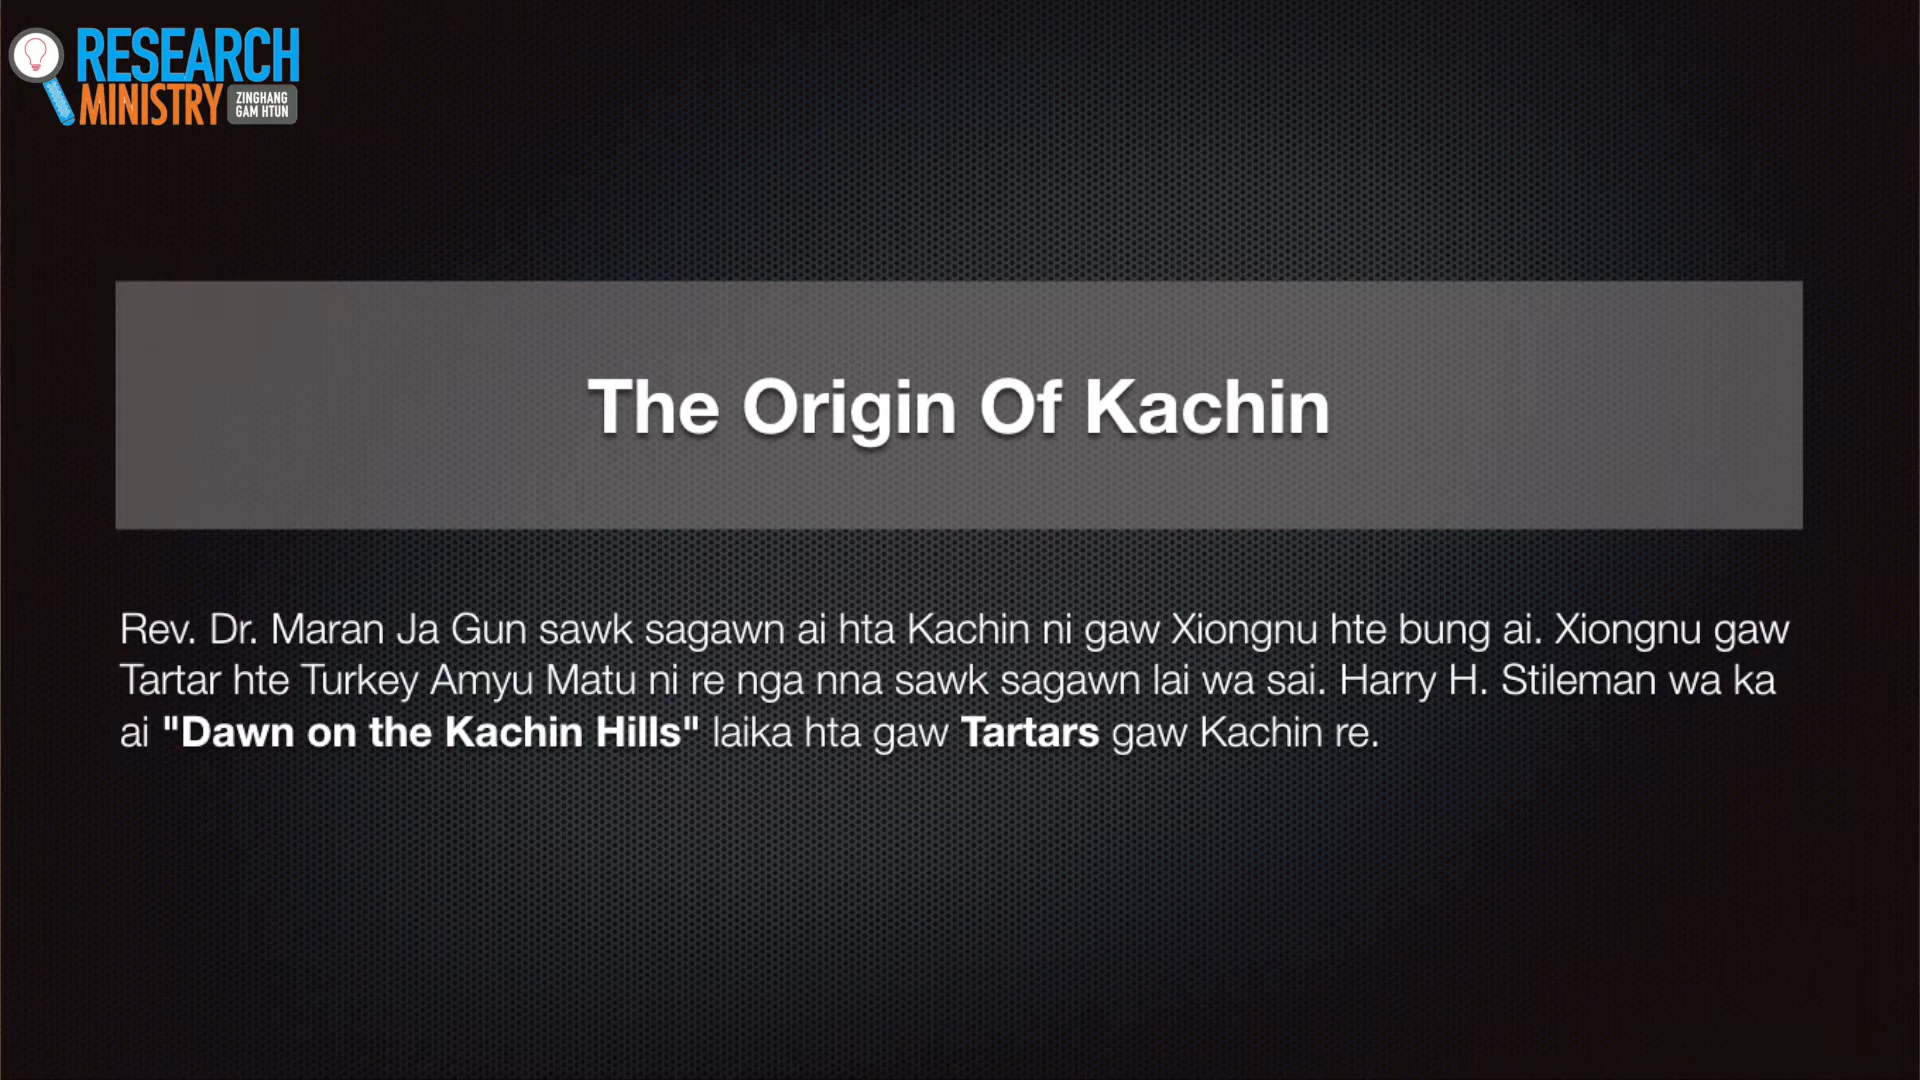 RESEARCH
MINISTRY
ZINGHANG
GAM HTUN
The Origin Of Kachin
Rev. Dr. Maran Ja Gun sawk sagawn ai hta Kachin ni gaw Xiongnu hte bung ai. Xiongnu gaw
Tartar hte Turkey Amyu Matu ni re nga nna sawk sagawn lai wa sai. Harry H. Stileman wa ka
ai "Dawn on the Kachin Hills" laika hta gaw Tartars gaw Kachin re.